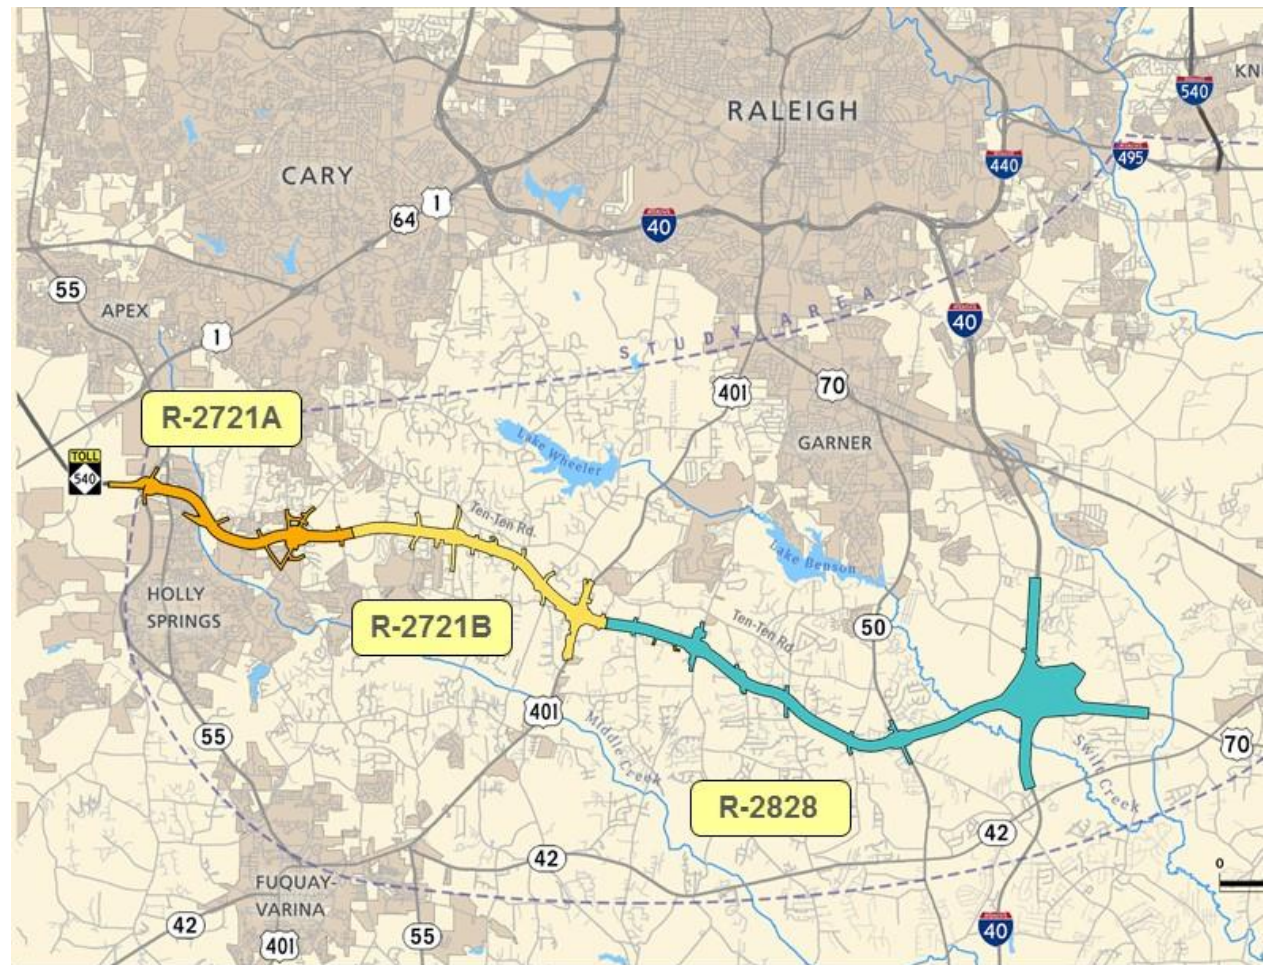 RALEIGH
KN
540
440
495
CARY
1
64
40
55
APEX
1
40
STUDY AREA
401
70
R-2721A
GARNER
TOLL
540
Lake Wheeler
Ten-Ten Rd.
Lake Benson
HOLLY
SPRINGS
R-2721B
Ten-Ten Rd.
50
401
Middle Creek
55
70
Swift Creek
R-2828
42
42
0
FUQUAY-
VARINA
42
401
55
40